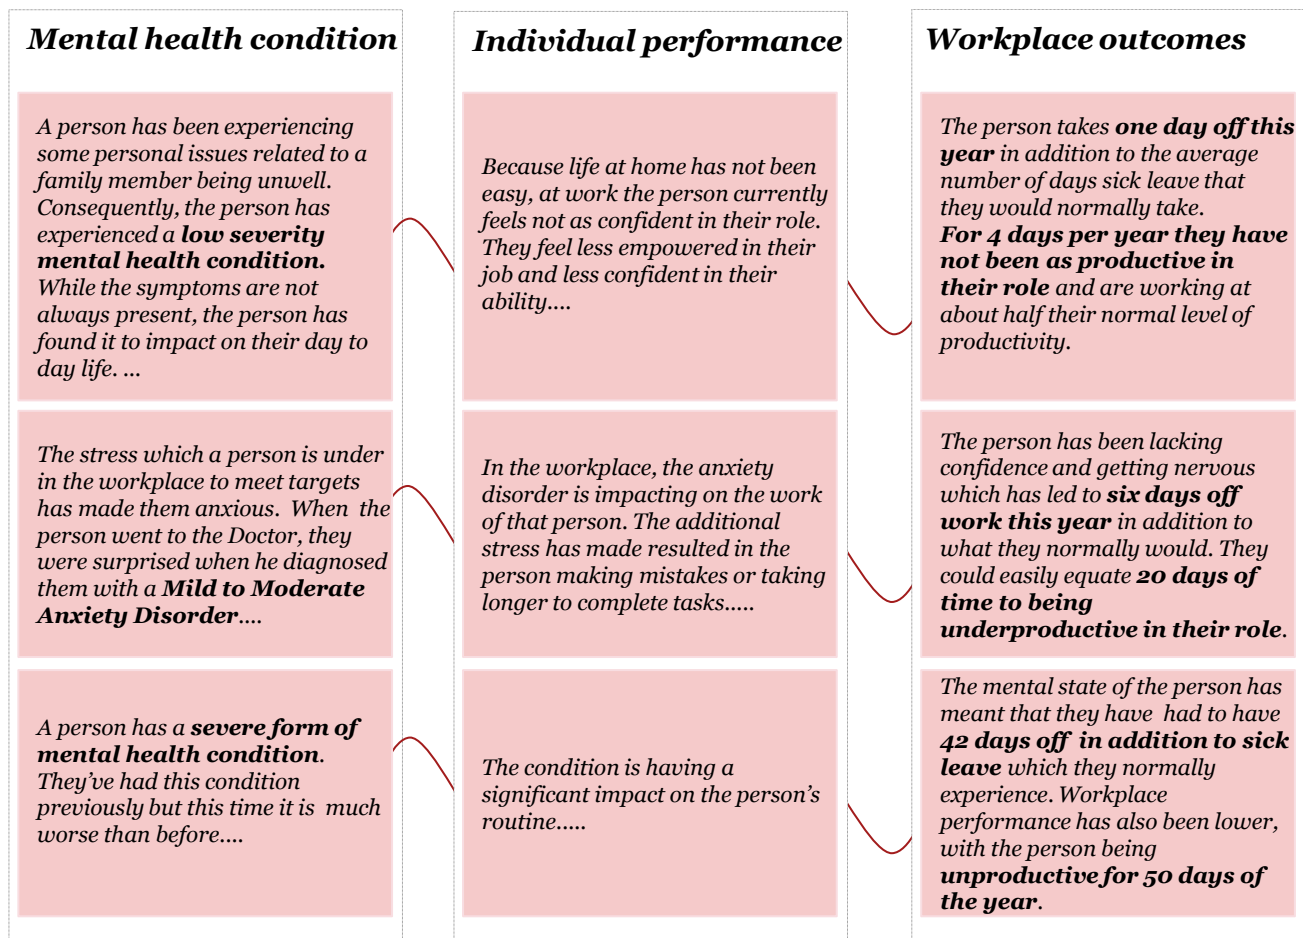 Mental health condition
Individual performance
Workplace outcomes
A person has been experiencing
some personal issues related to a
family member being unwell.
Consequently, the person has
experienced a low severity
mental health condition.
While the symptoms are not
always present, the person has
found it to impact on their day to
day life. ...
Because life at home has not been
easy, at work the person currently
feels not as confident in their role.
They feel less empowered in their
job and less confident in their
ability....
The person takes one day off this
year in addition to the average
number of days sick leave that
they would normally take.
For 4 days per year they have
not been as productive in
their role and are working at
about half their normal level of
productivity.
The stress which a person is under
in the workplace to meet targets
has made them anxious. When the
person went to the Doctor, they
were surprised when he diagnosed
them with a Mild to Moderate
Anxiety Disorder....
In the workplace, the anxiety
disorder is impacting on the work
of that person. The additional
stress has made resulted in the
person making mistakes or taking
longer to complete tasks.....
The person has been lacking
confidence and getting nervous
which has led to six days off
work this year in addition to
what they normally would. They
could easily equate 20 days of
time to being
underproductive in their role.
A person has a severe form of
mental health condition.
They've had this condition
previously but this time it is much
worse than before....
The condition is having a
significant impact on the person's
routine.....
The mental state of the person has
meant that they have had to have
42 days off in addition to sick
leave which they normally
experience. Workplace
performance has also been lower,
with the person being
unproductive for 50 days of
the year.